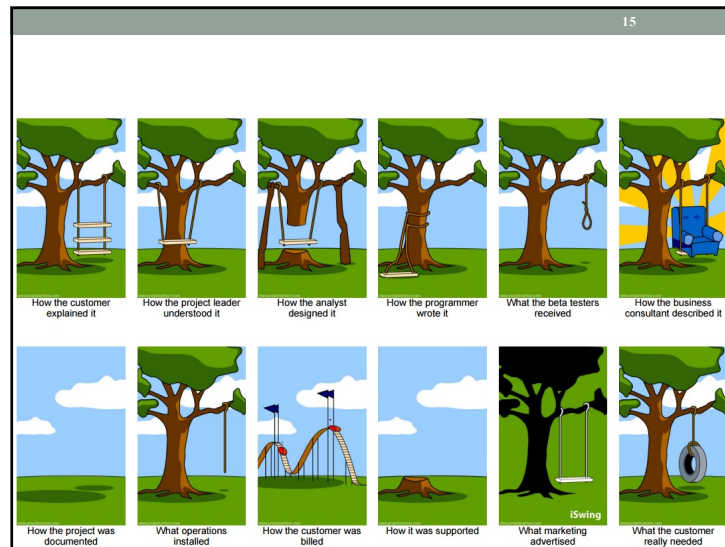 15
How the customer
explained it
How the project leader
understood it
How the analyst
designed it
How the programmer
wrote it
What the beta testers
received
How the business
consultant described it
iSwing
How the project was
documented
What operations
installed
How the customer was
billed
How it was supported
What marketing
advertised
What the customer
really needed